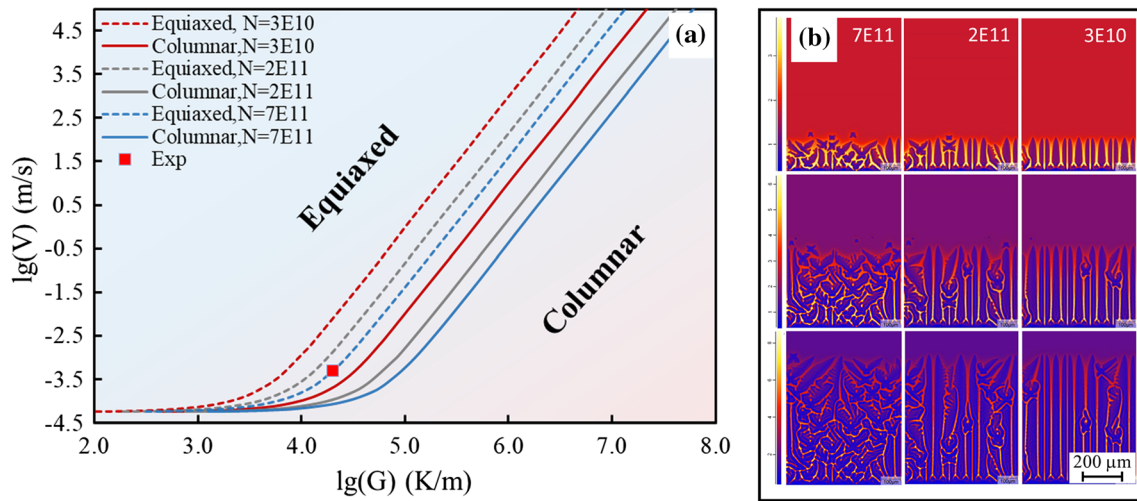 4.5
3.5
2.5
1.5
0.5
-0.5
-1.5
-2.5
-3.5
-4.5
lg(V) (m/s)
Equiaxed, N=3E10
Columnar,N=3E10
Equiaxed,N=2E11
Columnar,N=2E11
Equiaxed,N=7E11
Columnar,N=7E11
Exp
(a)
Equiaxed
Columnar
2.0 3.0 4.0 5.0 6.0 7.0 8.0
lg(G) (K/m)
(b)
7E11 2E11 3E10
200 μm